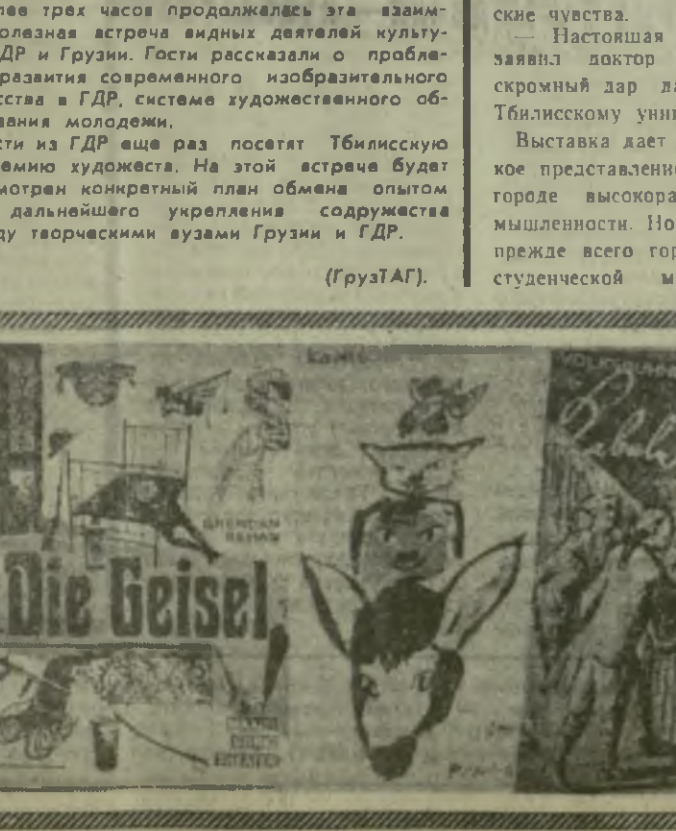 лее трех часов продолжалась эта взаим-
олезная встреча видных деятелей культу-
ДР и Грузии. Гости рассказали о пробле-
развития современного изобразительного
сства в ГДР, системе художественного об-
вания молодежи.
сти из ГДР еще раз посетят Тбилисскую
емию художеств. На этой встрече будет
мотрен конкретный план обмена опытом
дальнейшего укрепления содружества
ду творческими вузами Грузии и ГДР.
(ГрузТАГ).
ские чувства.
— Настоящая
заявил доктор
скромный дар
Тбилисскому уни
Выставка дает
кое представление
городе высокора
мышленности. Но
прежде всего гор
студенческой м
BRENDAN
BEHAN
Die Geisel
THEATER